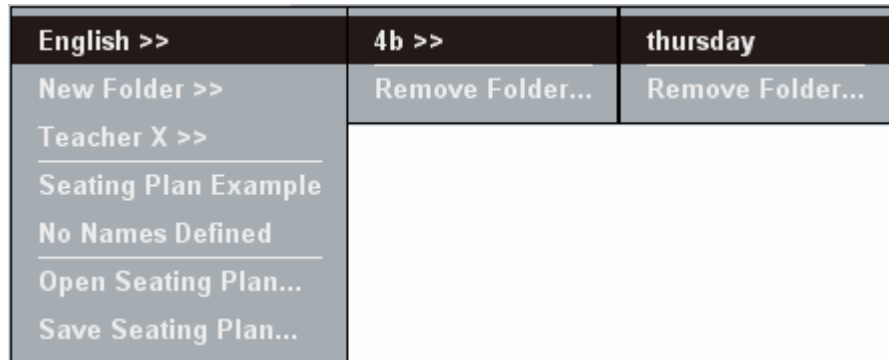 English >>
New Folder >>
Teacher X >>
Seating Plan Example
No Names Defined
Open Seating Plan...
Save Seating Plan...
4b >>
Remove Folder...
thursday
Remove Folder...